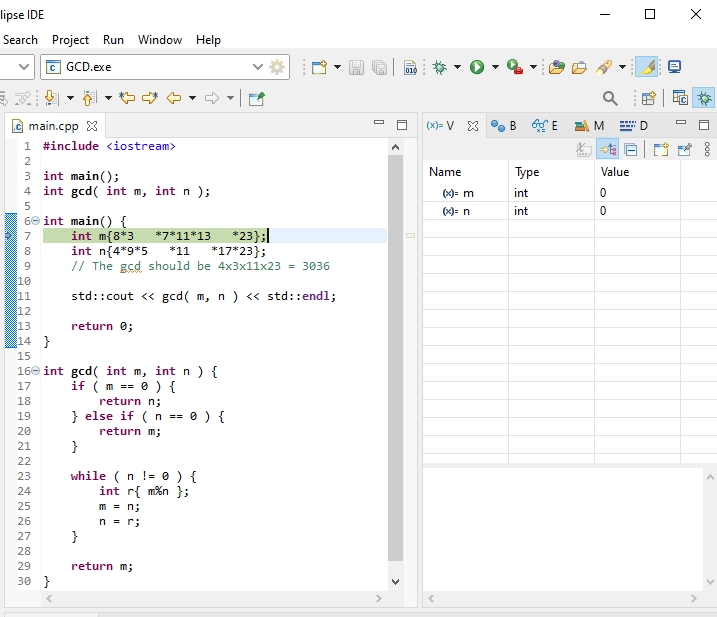 lipse IDE
Search Project Run Window Help
GCD.exe
010
main.cpp
1 #include <iostream>
2
3 int main();
4 int gcd( int m, int n );
5
6 int main() {
7     int m{8*3   *7*11*13   *23};
8     int n{4*9*5   *11   *17*23};
9     // The gcd should be 4x3x11x23 = 3036
10
11     std::cout << gcd( m, n ) << std::endl;
12
13     return 0;
14 }
15
16 int gcd( int m, int n ) {
17     if ( m == 0 ) {
18         return n;
19     } else if ( n == 0 ) {
20         return m;
21     }
22
23     while ( n != 0 ) {
24         int r{ m%n };
25         m = n;
26         n = r;
27     }
28
29     return m;
30 }
(x)= V B E M D
Name Type Value
(x)= m int 0
(x)= n int 0